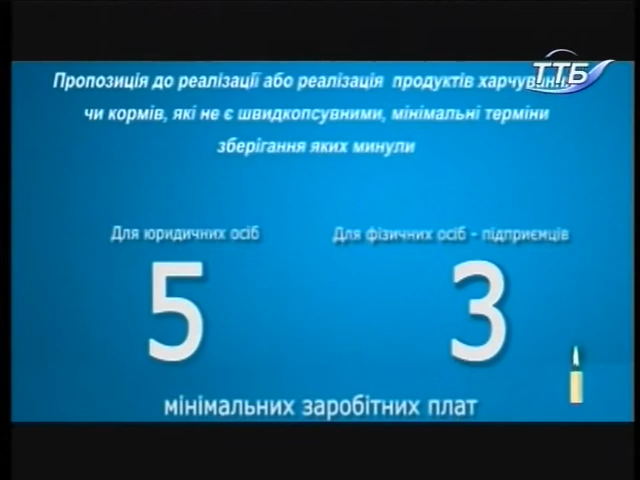 Пропозиція до реалізації або реалізація продуктів харчування
ТТБ
чи кормів, які не є швидкопсувними, мінімальні терміни
зберігання яких минули
Для юридичних осіб
Для фізичних осіб - підприємців
5
3
мінімальних заробітних плат